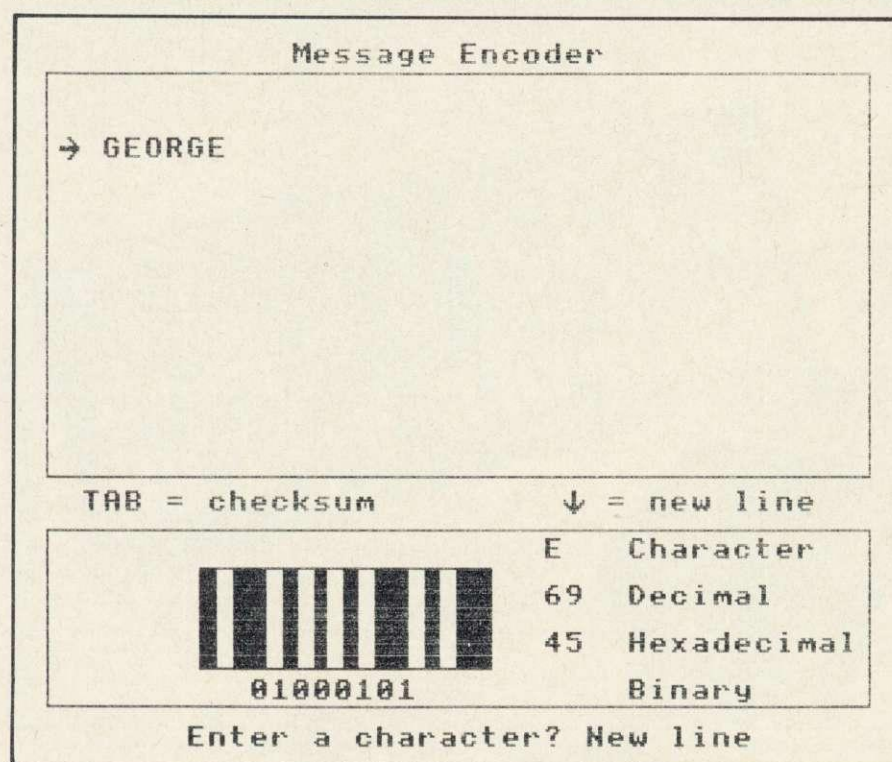 Message Encoder
→ GEORGE
TAB = checksum ↓ = new line
E Character
69 Decimal
45 Hexadecimal
01000101 Binary
Enter a character? New line